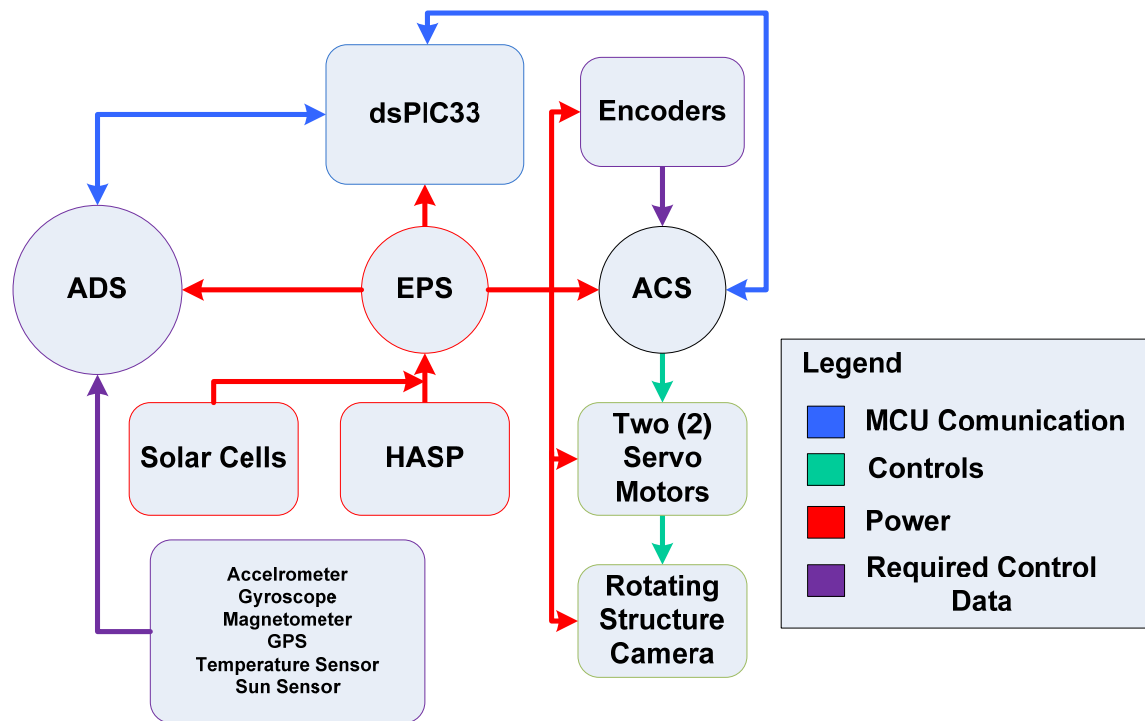 dsPIC33
Encoders
ADS
EPS
ACS
Solar Cells
HASP
Two (2)
Servo
Motors
Accelrometer
Gyroscope
Magnetometer
GPS
Temperature Sensor
Sun Sensor
Rotating
Structure
Camera
Legend
MCU Comunication
Controls
Power
Required Control
Data